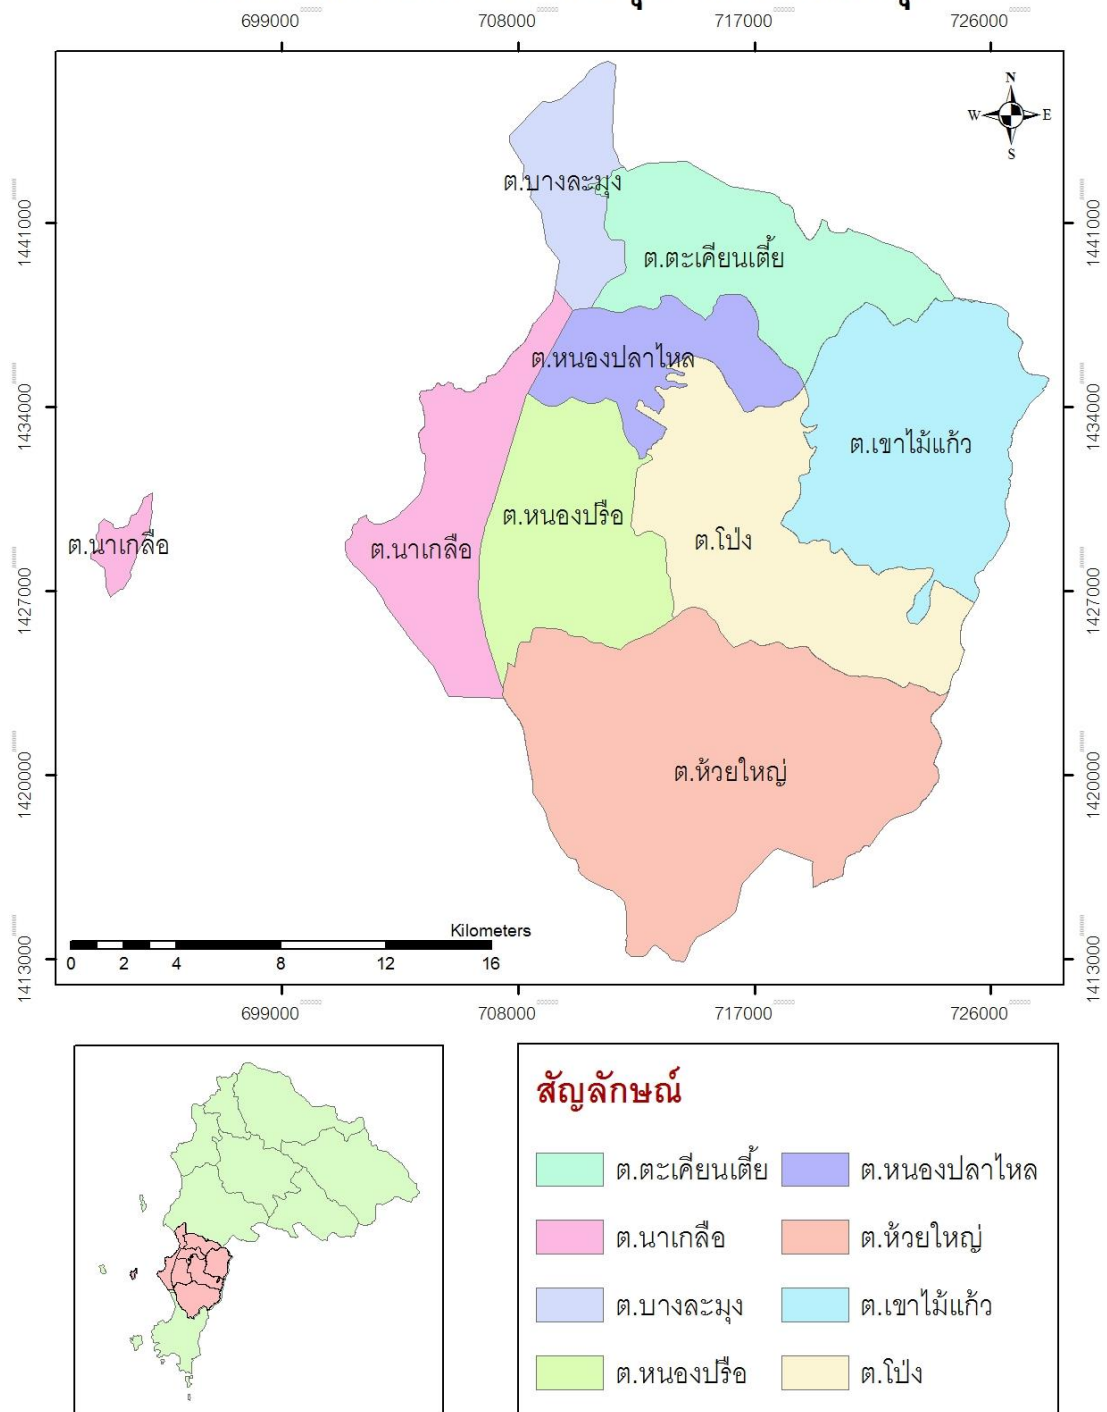 699000 708000 717000 726000
N
W E
S
ต.บางละมุง
1441000 1441000
ต.ตะเคียนเตี้ย
ต.หนองปลาไหล
1434000 1434000
ต.เขาไม้แก้ว
ต.หนองปรือ
ต.โป่ง
ต.นาเกลือ ต.นาเกลือ
1427000 1427000
ต.ห้วยใหญ่
1420000 1420000
Kilometers
0 2 4 8 12 16
1413000 1413000
699000 708000 717000 726000
สัญลักษณ์
ต.ตะเคียนเตี้ย ต.หนองปลาไหล
ต.นาเกลือ ต.ห้วยใหญ่
ต.บางละมุง ต.เขาไม้แก้ว
ต.หนองปรือ ต.โป่ง